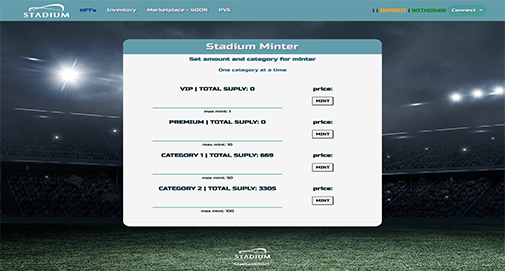 STADIUM
NFT's Inventory Marketplace - SOON PVE
| | DEPOSIT | WITHDRAW Connect
Stadium Minter
Set amount and category for minter
One category at a time
VIP | TOTAL SUPLY: 0 price:
MINT
max mint: 1
PREMIUM | TOTAL SUPLY: 0 price:
MINT
max mint: 10
CATEGORY 1 | TOTAL SUPLY: 669 price:
MINT
max mint: 50
CATEGORY 2 | TOTAL SUPLY: 3305 price:
MINT
max mint: 100
STADIUM